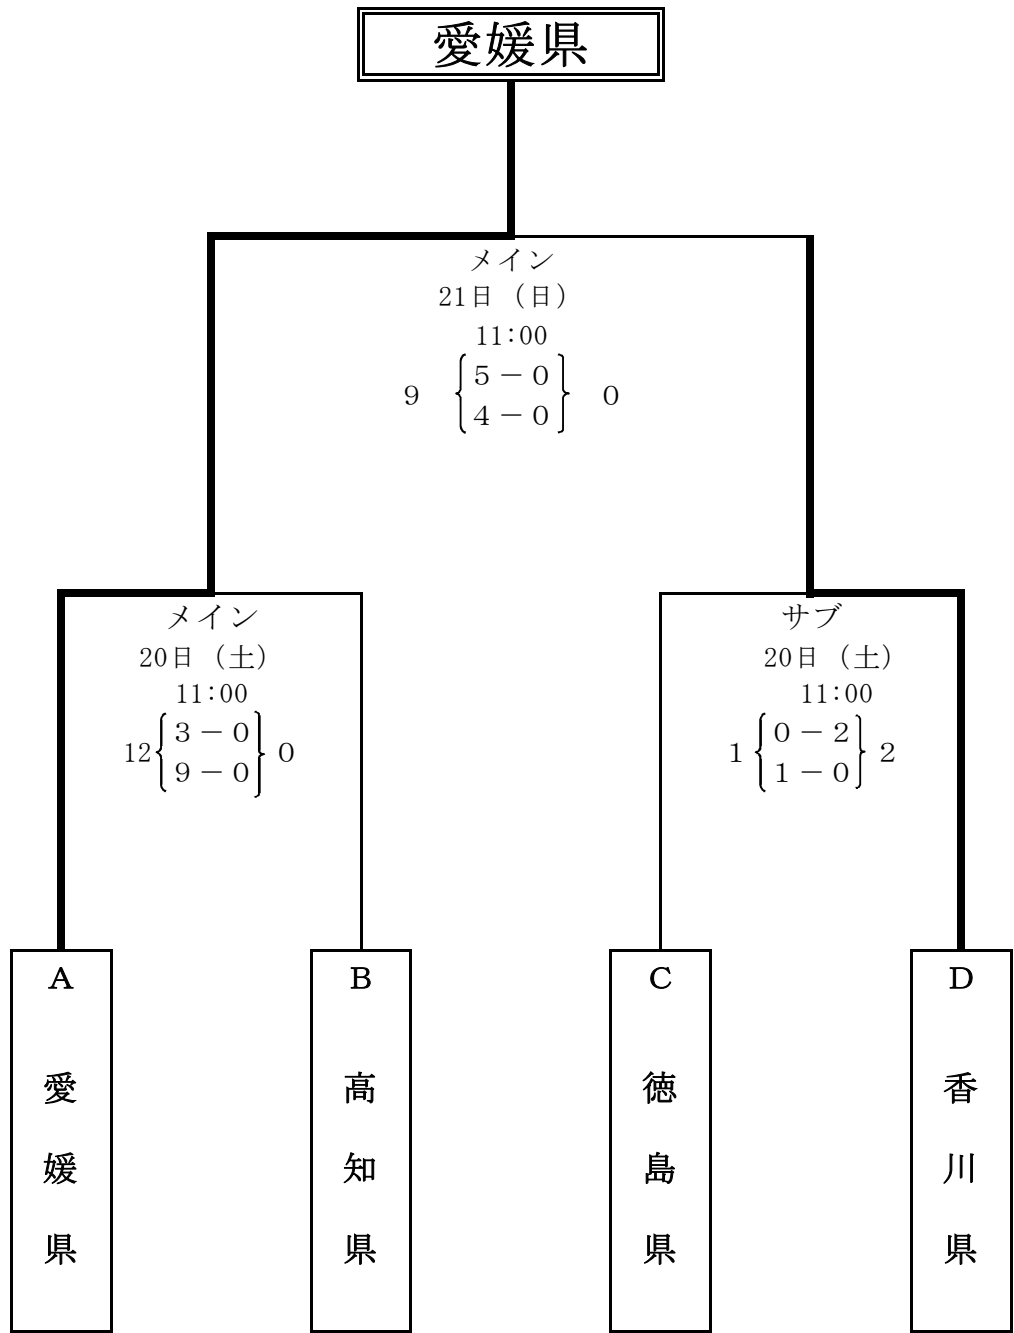 愛媛県
メイン
21日（日）
11:00
５－０
9 0
４－０
メイン
20日（土）
11:00
３－０
12 0
９－０
サブ
20日（土）
11:00
０－２
1 2
１－０
Ａ
愛媛県
Ｂ
高知県
Ｃ
徳島県
Ｄ
香川県